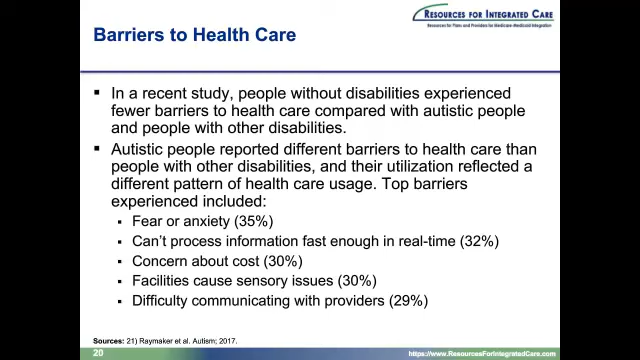 RESOURCES FOR INTEGRATED CARE
Resources for Plans and Providers for Medicare-Medicaid Integration
Barriers to Health Care
▪ In a recent study, people without disabilities experienced
fewer barriers to health care compared with autistic people
and people with other disabilities.
▪ Autistic people reported different barriers to health care than
people with other disabilities, and their utilization reflected a
different pattern of health care usage. Top barriers
experienced included:
▪ Fear or anxiety (35%)
▪ Can't process information fast enough in real-time (32%)
▪ Concern about cost (30%)
▪ Facilities cause sensory issues (30%)
▪ Difficulty communicating with providers (29%)
Sources: 21) Raymaker et al. Autism; 2017.
20
https://www.ResourcesForIntegratedCare.com